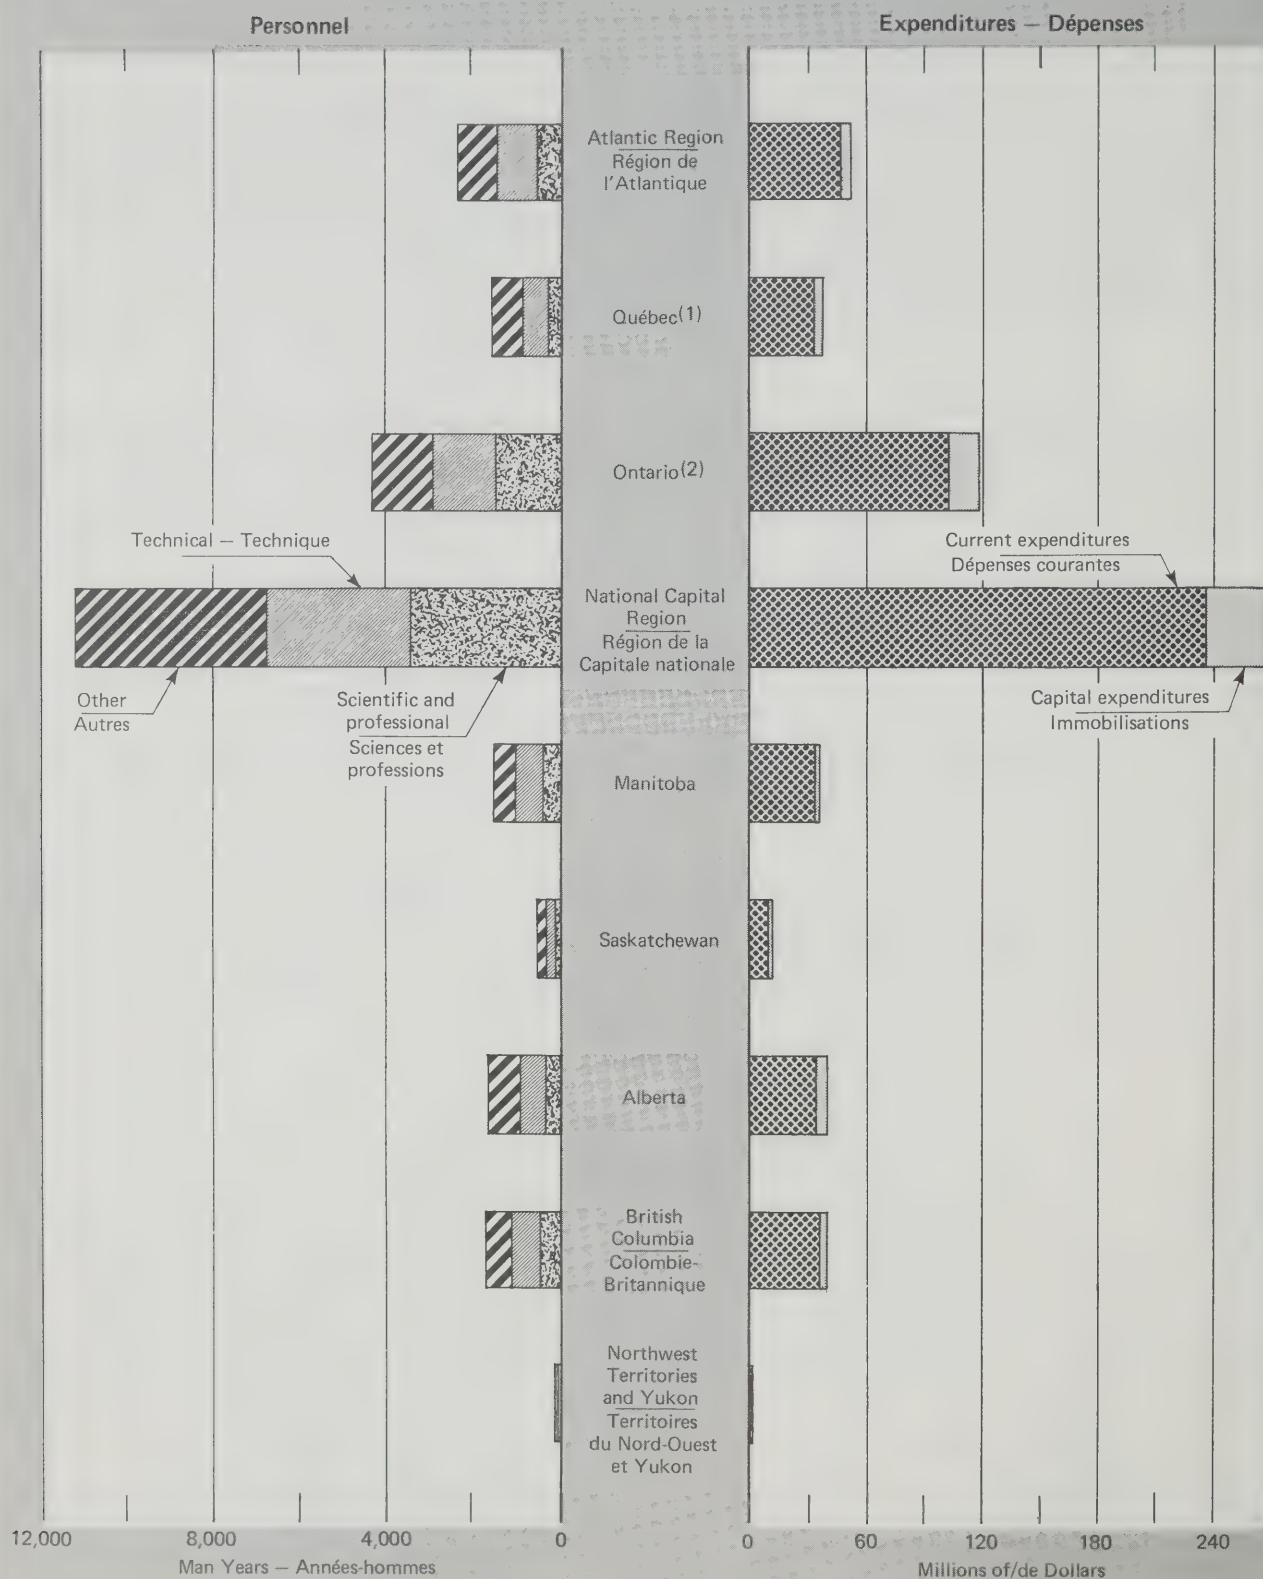 Personnel
Expenditures – Dépenses
Atlantic Region
Région de
l'Atlantique
Québec(1)
Ontario(2)
Technical – Technique
Current expenditures
Dépenses courantes
National Capital
Region
Région de la
Capitale nationale
Other
Autres
Scientific and
professional
Sciences et
professions
Capital expenditures
Immobilisations
Manitoba
Saskatchewan
Alberta
British
Columbia
Colombie-
Britannique
Northwest
Territories
and Yukon
Territoires
du Nord-Ouest
et Yukon
12,000 8,000 4,000 0
0 60 120 180 240
Man Years – Années-hommes
Millions of/de Dollars